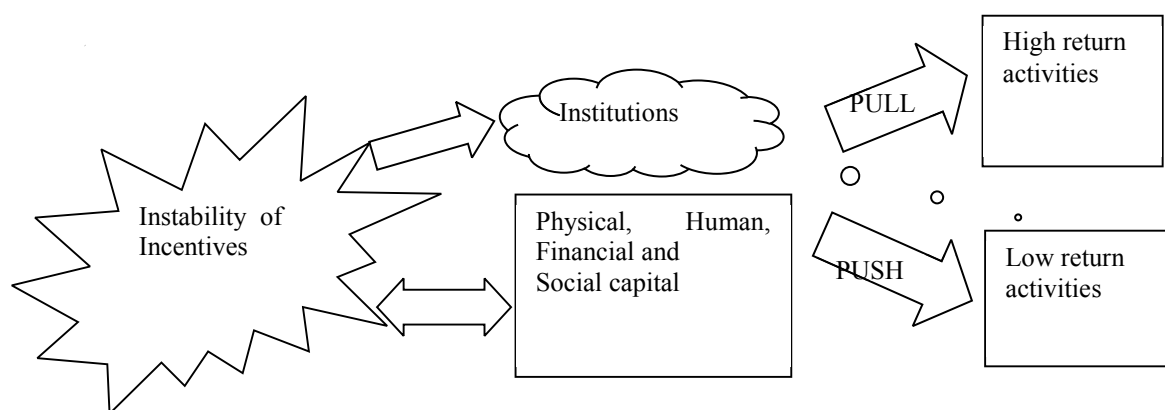 High return
activities
PULL
Institutions
Instability of
Incentives
Physical, Human,
Financial and
Social capital
PUSH
Low return
activities